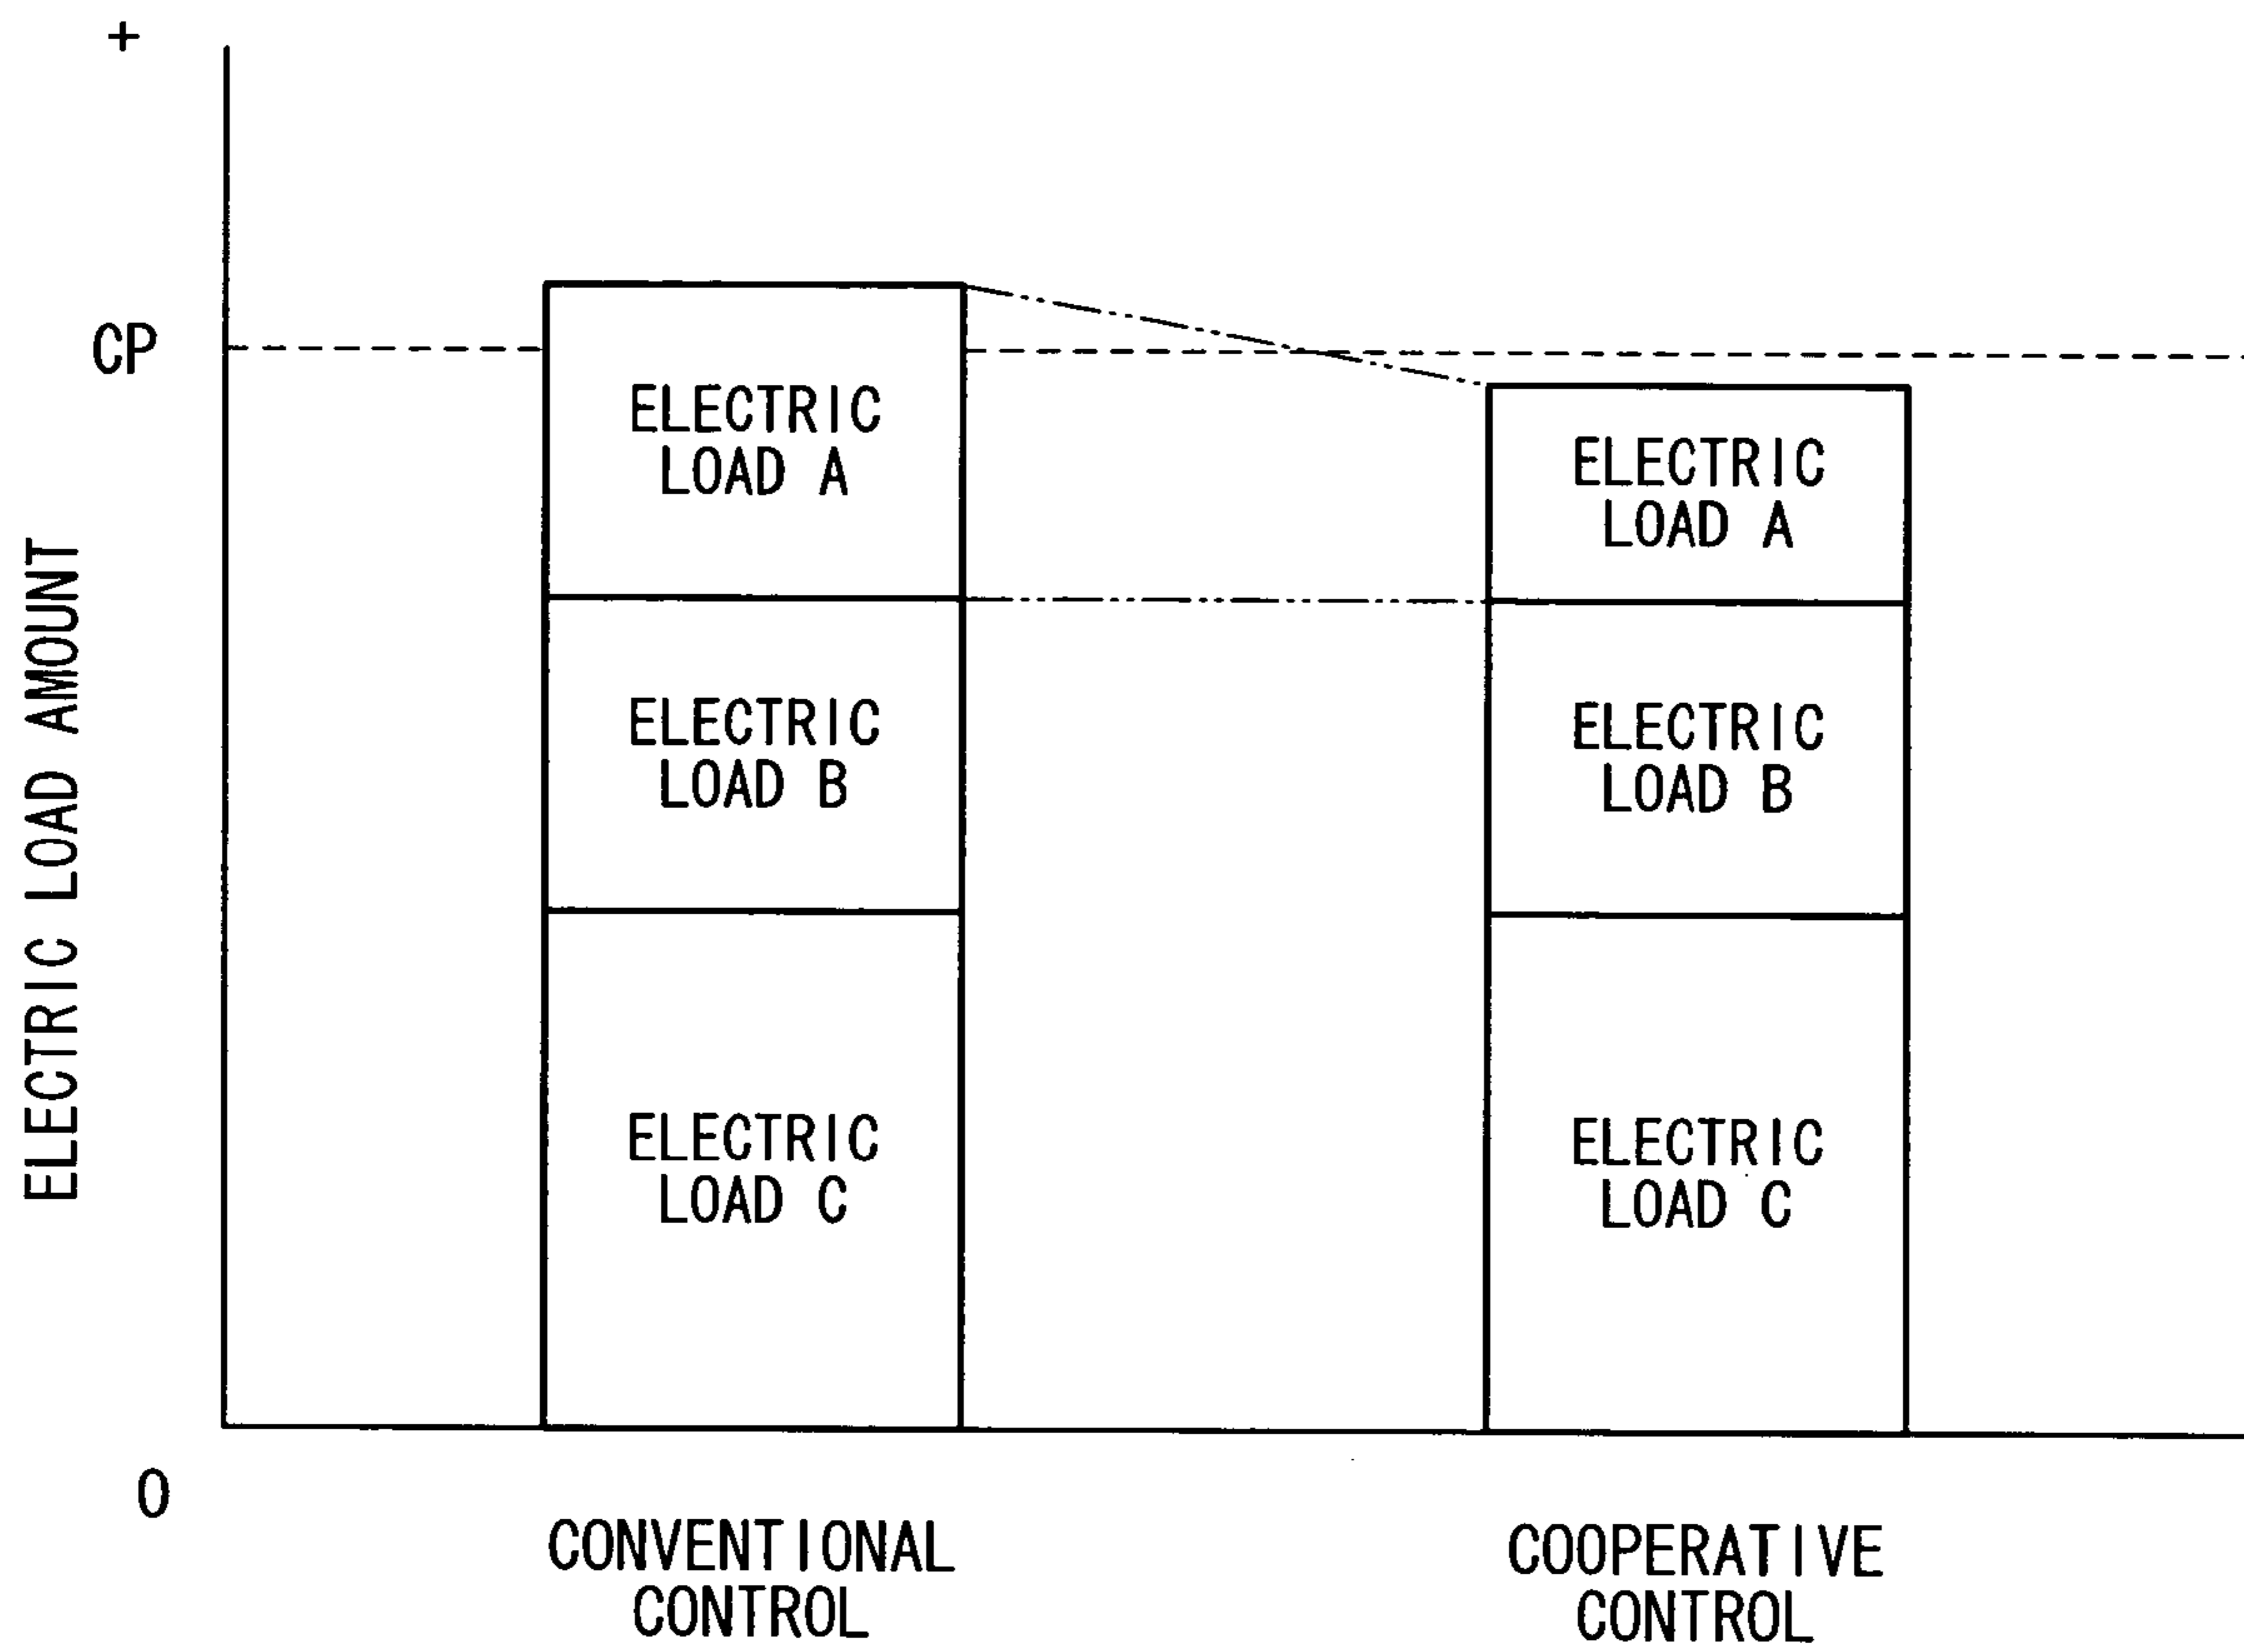 +
CP
ELECTRIC LOAD AMOUNT
0
ELECTRIC
LOAD A
ELECTRIC
LOAD B
ELECTRIC
LOAD C
ELECTRIC
LOAD A
ELECTRIC
LOAD B
ELECTRIC
LOAD C
CONVENTIONAL
CONTROL
COOPERATIVE
CONTROL